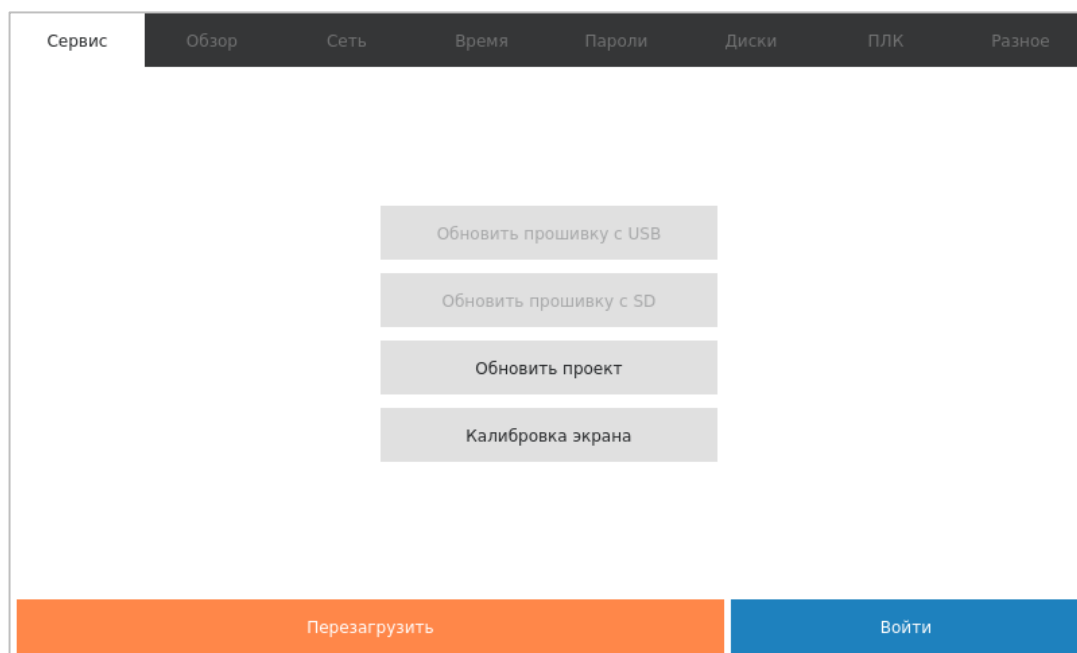 Сервис Обзор Сеть Время Пароли Диски ПЛК Разное
Обновить прошивку с USB
Обновить прошивку с SD
Обновить проект
Калибровка экрана
Перезагрузить Войти